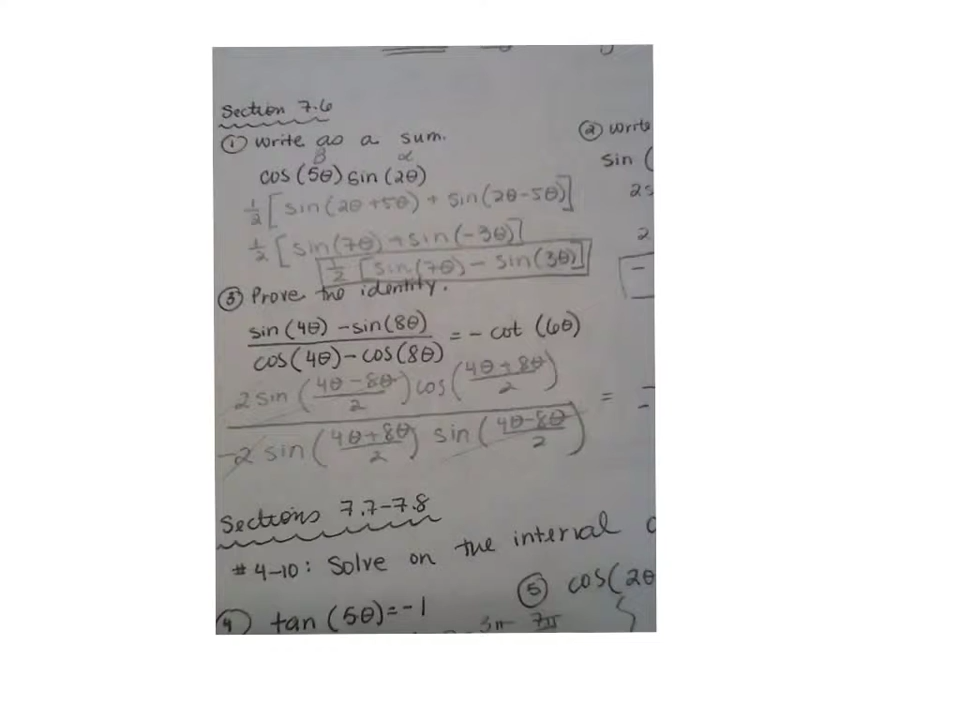 Section 7.6
① Write as a sum.
β α
cos(5θ) sin(2θ)
1/2 [sin(2θ+5θ) + sin(2θ-5θ)]
1/2 [sin(7θ) + sin(-3θ)]
1/2 [sin(7θ) - sin(3θ)]
② Write
sin (
2s
2
-
③ Prove the identity.
sin(4θ) - sin(8θ) / cos(4θ) - cos(8θ) = - cot (6θ)
2 sin (4θ-8θ / 2) cos (4θ+8θ / 2)
-2 sin (4θ+8θ / 2) sin (4θ-8θ / 2) = -
Sections 7.7-7.8
#4-10: Solve on the interval
④ tan (5θ) = -1
⑤ cos(2θ
3π 7π